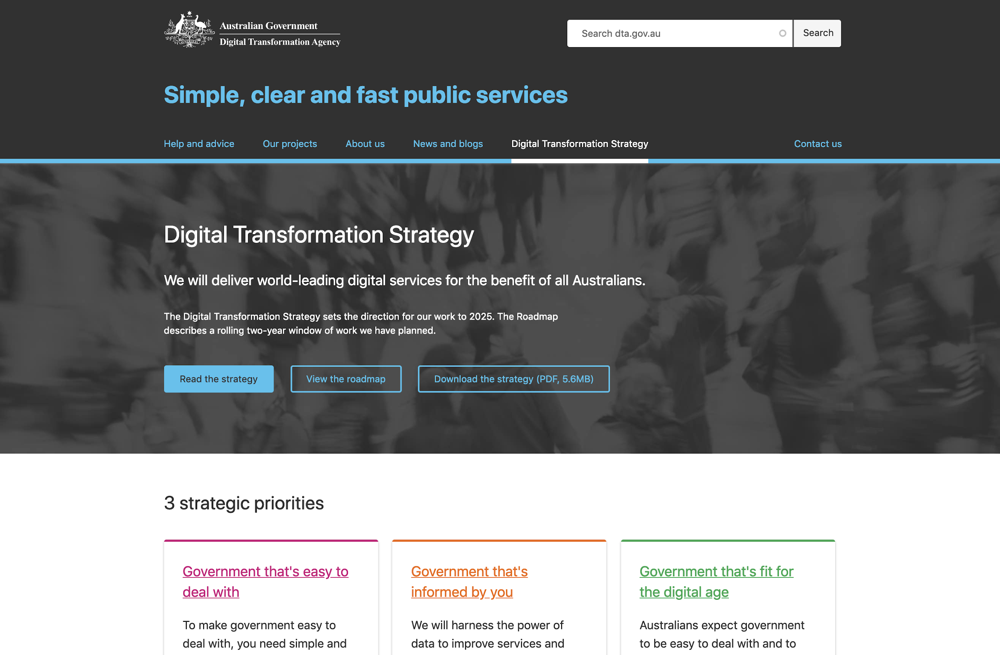 Australian Government
Digital Transformation Agency
Search dta.gov.au
Search
Simple, clear and fast public services
Help and advice
Our projects
About us
News and blogs
Digital Transformation Strategy
Contact us
Digital Transformation Strategy
We will deliver world-leading digital services for the benefit of all Australians.
The Digital Transformation Strategy sets the direction for our work to 2025. The Roadmap
describes a rolling two-year window of work we have planned.
Read the strategy
View the roadmap
Download the strategy (PDF, 5.6MB)
3 strategic priorities
Government that's easy to
deal with
To make government easy to
deal with, you need simple and
Government that's
informed by you
We will harness the power of
data to improve services and
Government that's fit for
the digital age
Australians expect government
to be easy to deal with and to